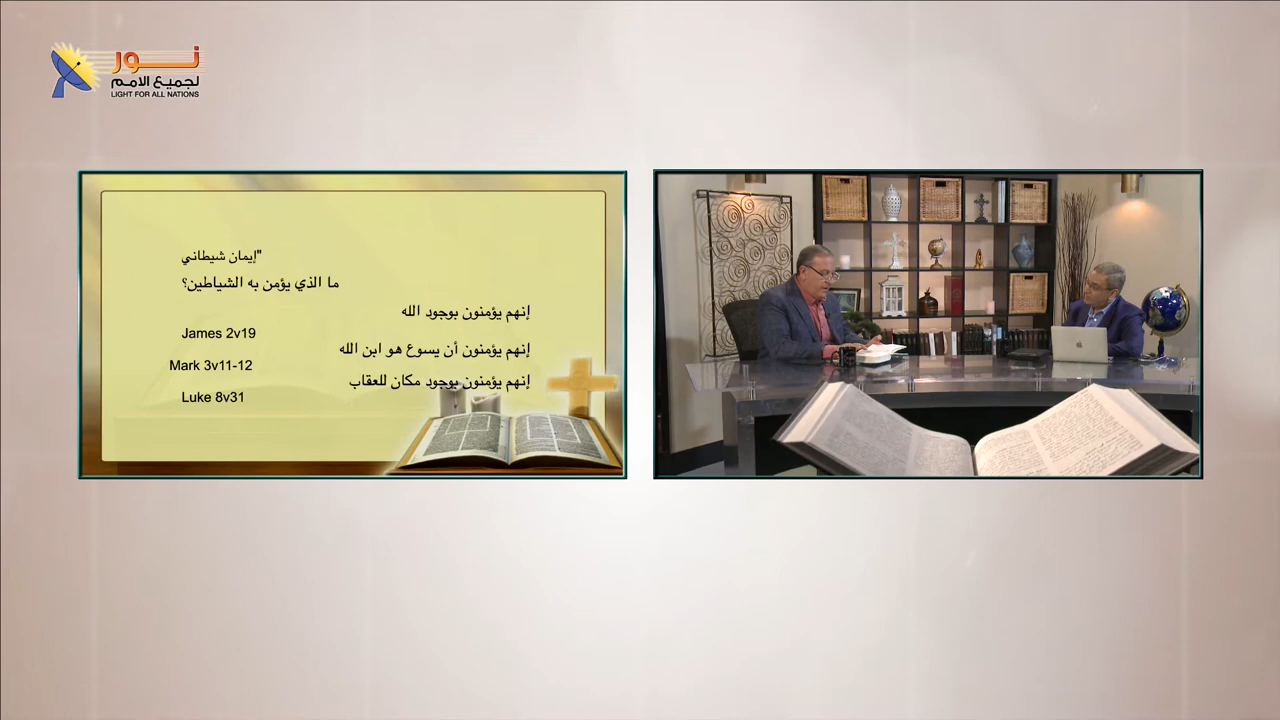 نور
لجميع الامم
LIGHT FOR ALL NATIONS
"إيمان شيطاني
ما الذي يؤمن به الشياطين؟
إنهم يؤمنون بوجود الله
James 2v19
إنهم يؤمنون أن يسوع هو ابن الله
Mark 3v11-12
إنهم يؤمنون بوجود مكان للعقاب
Luke 8v31